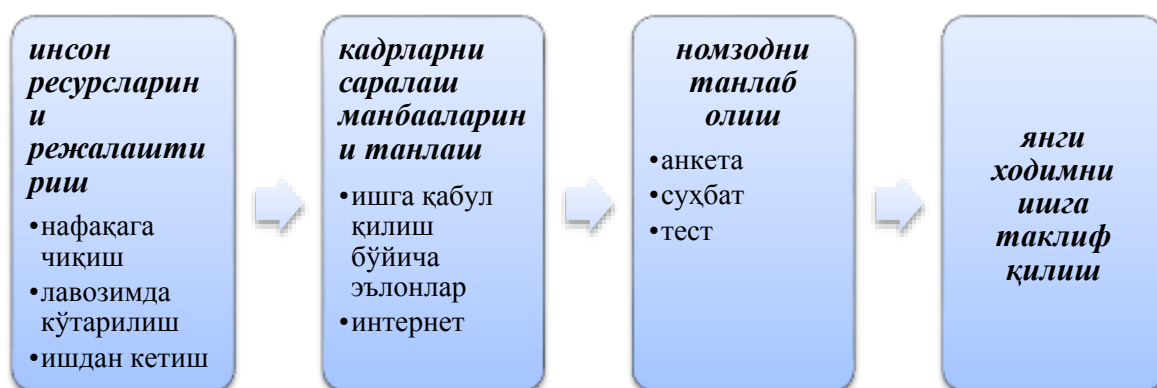 инсон
ресурсларин
и
режалашти
риш
•нафақага
чиқиш
•лавозимда
кўтарилиш
•ишдан кетиш
кадрларни
саралаш
манбааларин
и танлаш
•ишга қабул
қилиш
бўйича
эълонлар
•интернет
номзодни
танлаб
олиш
•анкета
•суҳбат
•тест
янги
ходимни
ишга
таклиф
қилиш